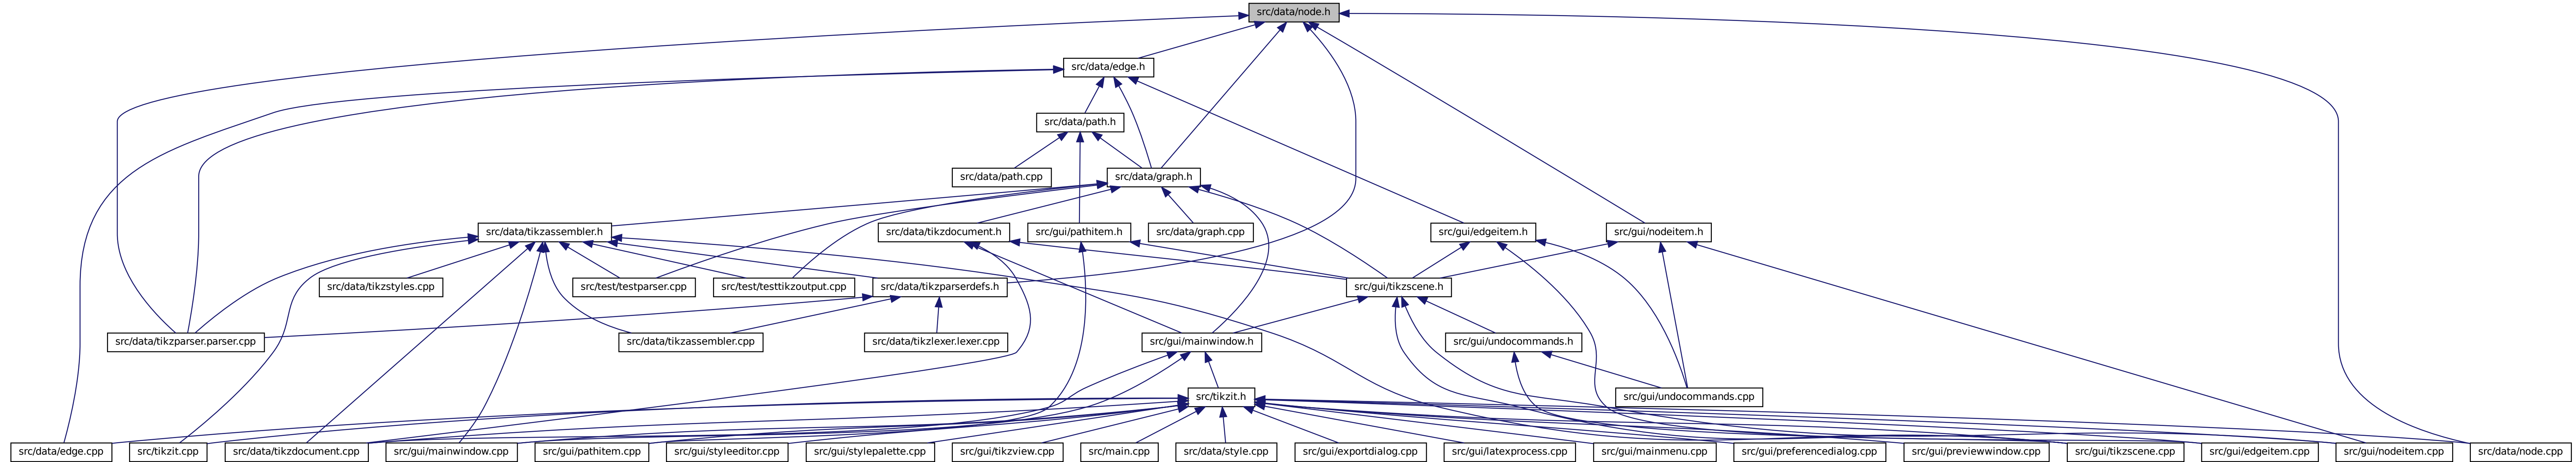 src/data/node.h
src/data/edge.h
src/data/path.h
src/data/path.cpp
src/data/graph.h
src/data/tikzassembler.h
src/data/tikzdocument.h
src/gui/pathitem.h
src/data/graph.cpp
src/gui/edgeitem.h
src/gui/nodeitem.h
src/data/tikzstyles.cpp
src/test/testparser.cpp
src/test/testtikzoutput.cpp
src/data/tikzparserdefs.h
src/gui/tikzscene.h
src/data/tikzparser.parser.cpp
src/data/tikzassembler.cpp
src/data/tikzlexer.lexer.cpp
src/gui/mainwindow.h
src/gui/undocommands.h
src/tikzit.h
src/gui/undocommands.cpp
src/data/edge.cpp
src/tikzit.cpp
src/data/tikzdocument.cpp
src/gui/mainwindow.cpp
src/gui/pathitem.cpp
src/gui/styleeditor.cpp
src/gui/stylepalette.cpp
src/gui/tikzview.cpp
src/main.cpp
src/data/style.cpp
src/gui/exportdialog.cpp
src/gui/latexprocess.cpp
src/gui/mainmenu.cpp
src/gui/preferencedialog.cpp
src/gui/previewwindow.cpp
src/gui/tikzscene.cpp
src/gui/edgeitem.cpp
src/gui/nodeitem.cpp
src/data/node.cpp